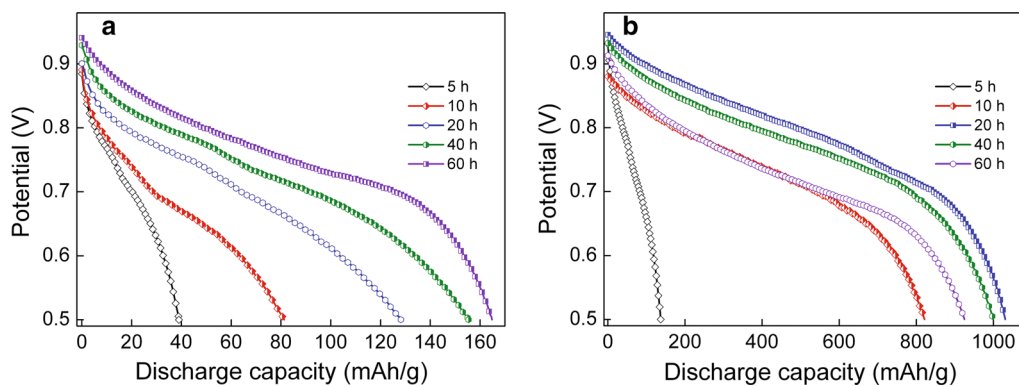 a
Potential (V)
0.9
0.8
0.7
0.6
0.5
5 h
10 h
20 h
40 h
60 h
0 20 40 60 80 100 120 140 160
Discharge capacity (mAh/g)
b
Potential (V)
0.9
0.8
0.7
0.6
0.5
5 h
10 h
20 h
40 h
60 h
0 200 400 600 800 1000
Discharge capacity (mAh/g)